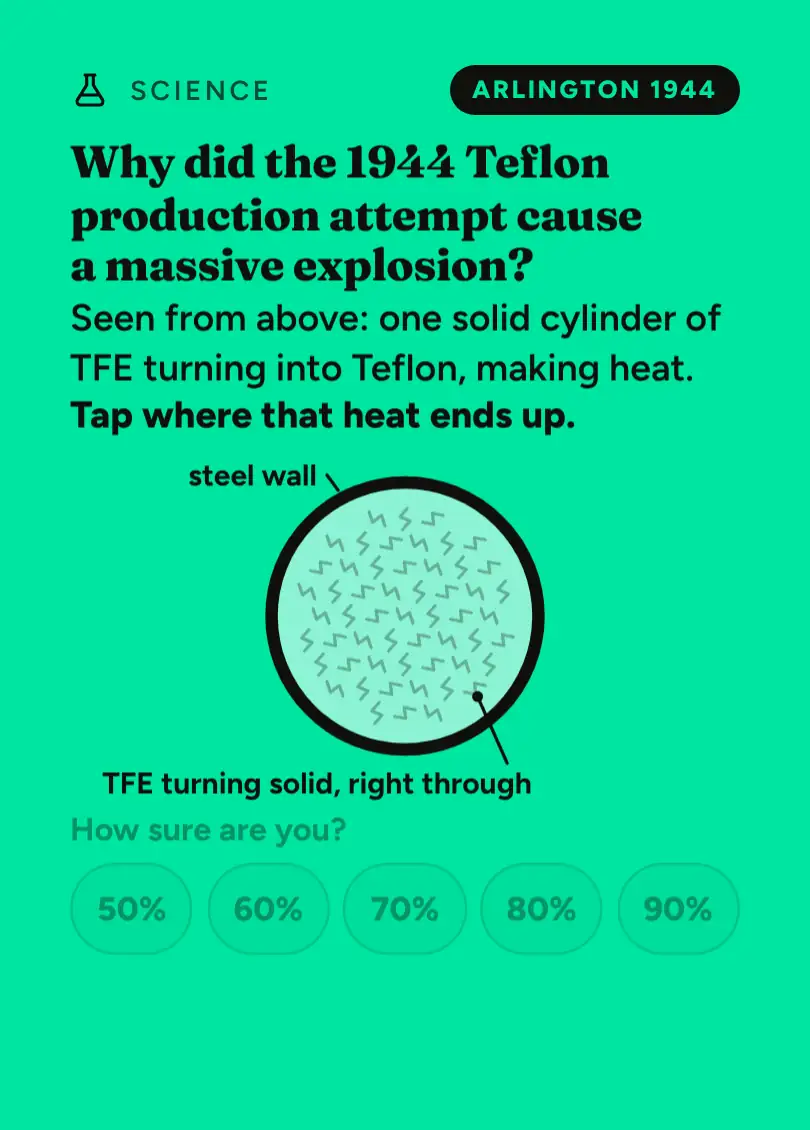 SCIENCE
ARLINGTON 1944
Why did the 1944 Teflon
production attempt cause
a massive explosion?
Seen from above: one solid cylinder of
TFE turning into Teflon, making heat.
Tap where that heat ends up.
steel wall
TFE turning solid, right through
How sure are you?
50% 60% 70% 80% 90%